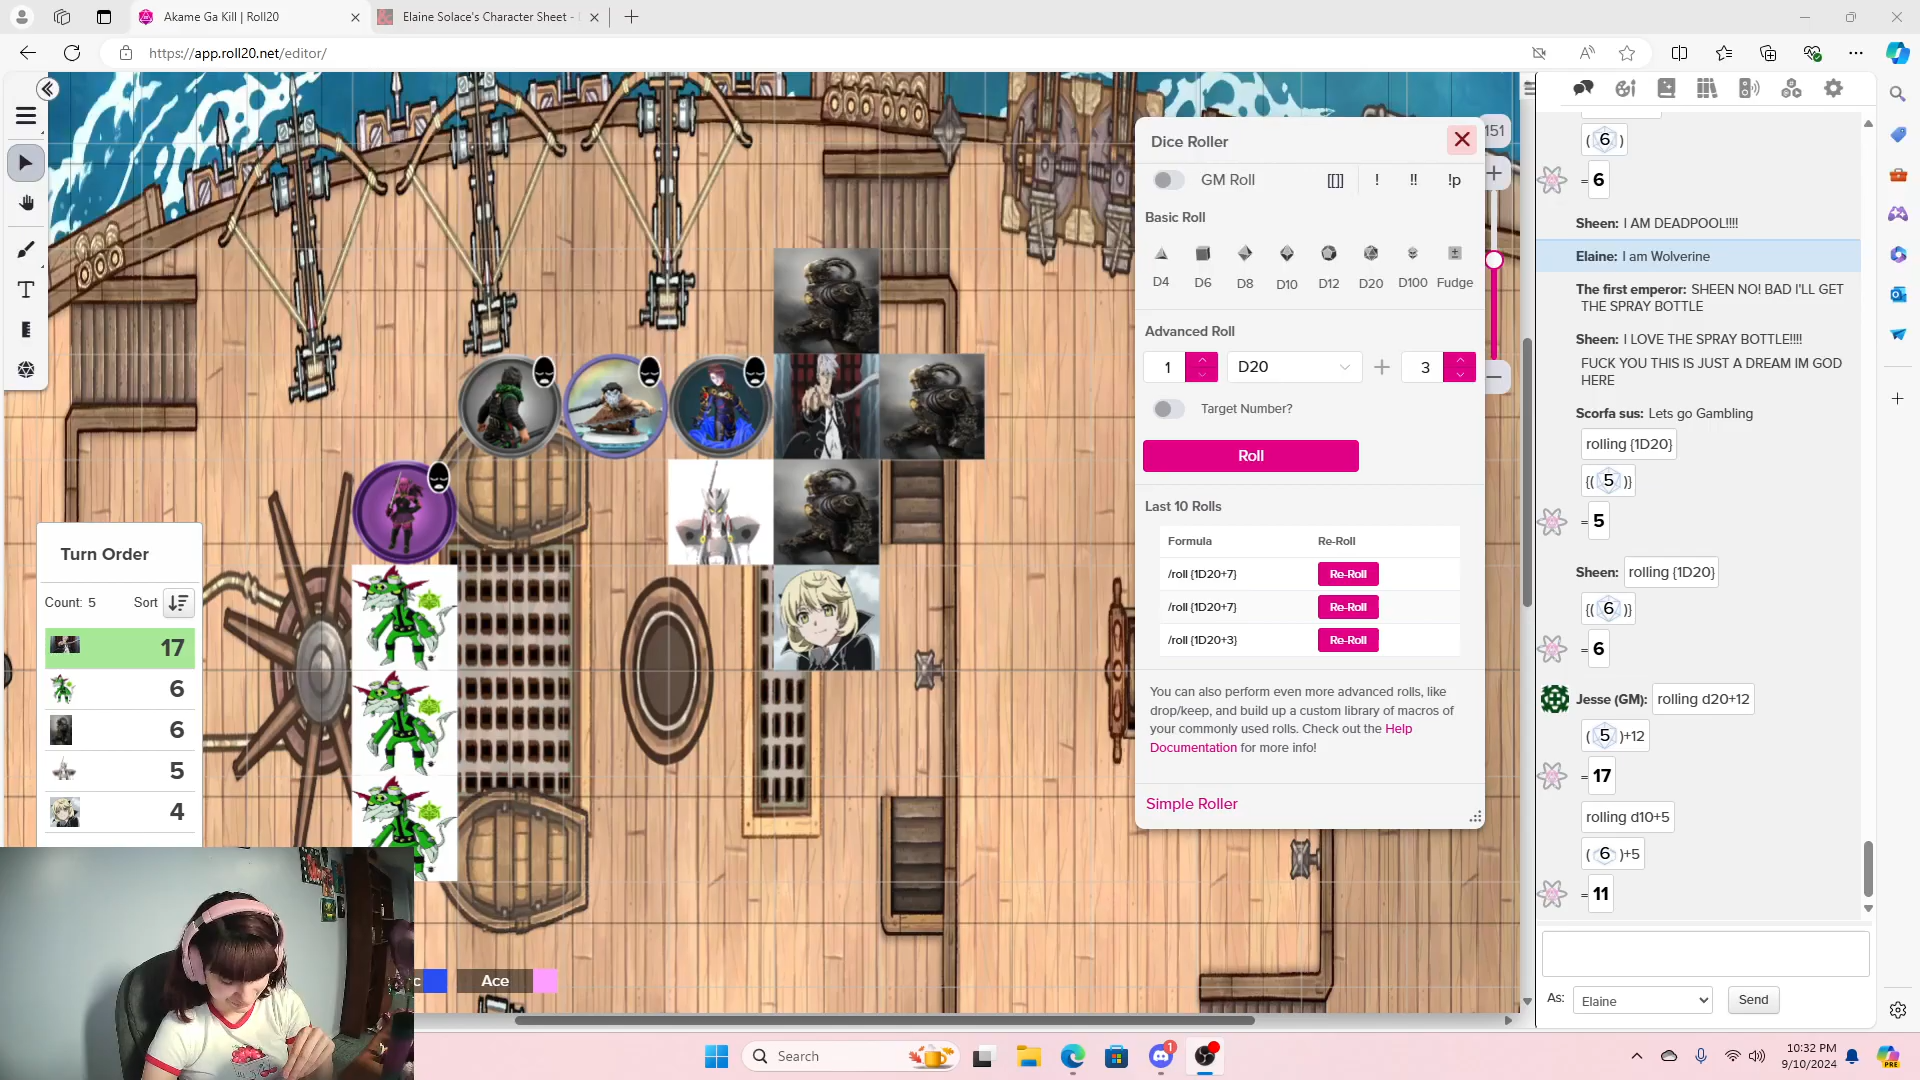 Akame Ga Kill | Roll20
Elaine Solace's Character Sheet -
https://app.roll20.net/editor/
Dice Roller
151
GM Roll
[[]]
!
!!
!p
Basic Roll
D4
D6
D8
D10
D12
D20
D100
Fudge
Advanced Roll
1
D20
3
Target Number?
Roll
Last 10 Rolls
Formula
Re-Roll
/roll {1D20+7}
Re-Roll
/roll {1D20+7}
Re-Roll
/roll {1D20+3}
Re-Roll
You can also perform even more advanced rolls, like
drop/keep, and build up a custom library of macros of
your commonly used rolls. Check out the Help
Documentation for more info!
Simple Roller
Turn Order
Count: 5
Sort
17
6
6
5
4
c
Ace
(6)
=6
Sheen: I AM DEADPOOL!!!!
Elaine: I am Wolverine
The first emperor: SHEEN NO! BAD I'LL GET
THE SPRAY BOTTLE
Sheen: I LOVE THE SPRAY BOTTLE!!!!
FUCK YOU THIS IS JUST A DREAM IM GOD
HERE
Scorfa sus: Lets go Gambling
rolling {1D20}
{(5)}
=5
Sheen: rolling {1D20}
{(6)}
=6
Jesse (GM): rolling d20+12
(5)+12
=17
rolling d10+5
(6)+5
=11
As:
Elaine
Send
Search
1
10:32 PM
9/10/2024
PRE